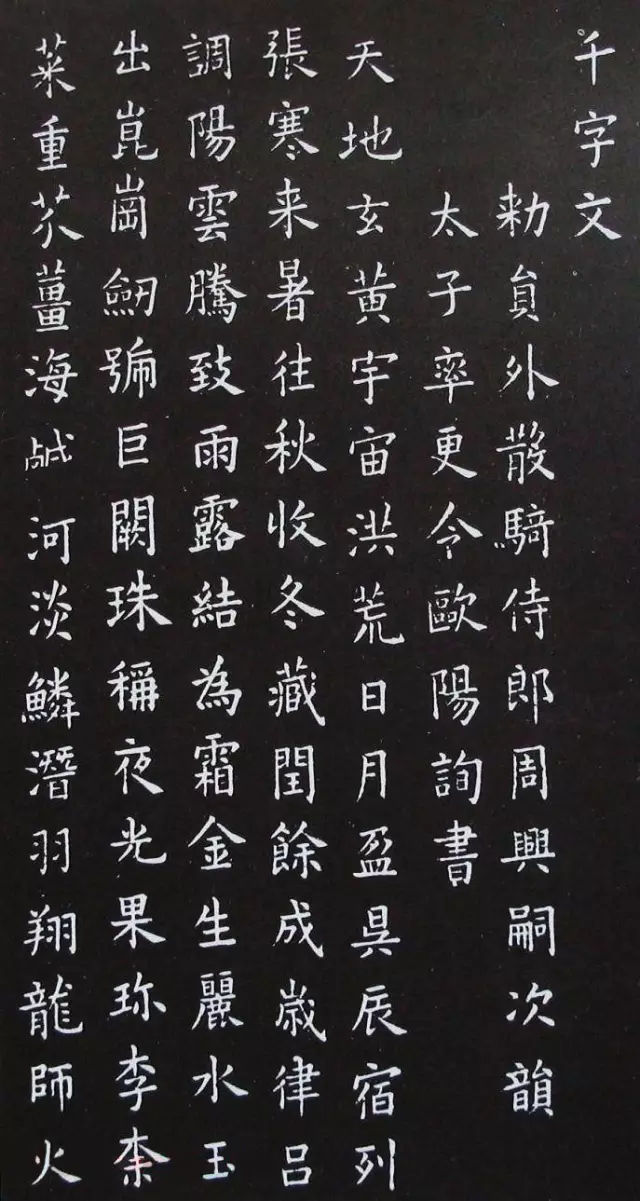 千字文
勅貟外散騎侍郎周興嗣次韻
太子率更令歐陽詢書
天地玄黃宇宙洪荒日月盈昃辰宿列
張寒来暑往秋收冬藏閏餘成歲律吕
調陽雲騰致雨露結為霜金生麗水玉
出崑崗劒號巨闕珠稱夜光果珎李柰
菜重芥薑海鹹河淡鱗潛羽翔龍師火